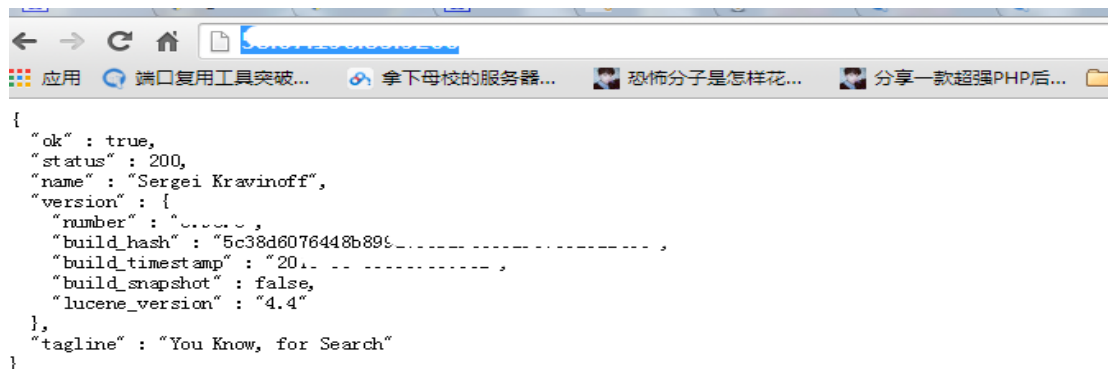 应用 端口复用工具突破... 拿下母校的服务器... 恐怖分子是怎样花... 分享一款超强PHP后...
{
"ok" : true,
"status" : 200,
"name" : "Sergei Kravinoff",
"version" : {
"number" : "
"build_hash" : "5c38d6076448b899
"build_timestamp" : "20
"build_snapshot" : false,
"lucene_version" : "4.4"
},
"tagline" : "You Know, for Search"
}